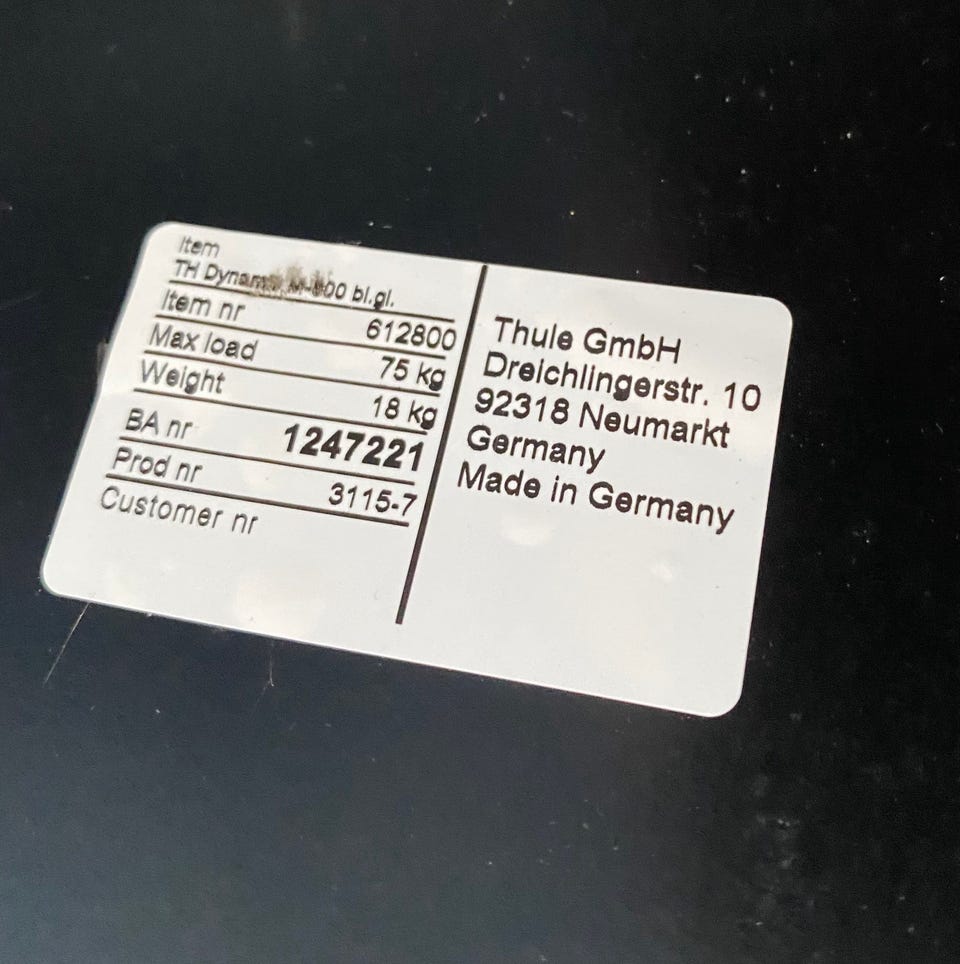 Item
TH Dynamic M-800 bl.gl.
Item nr 612800
Max load 75 kg
Weight 18 kg
BA nr 1247221
Prod nr 3115-7
Customer nr
Thule GmbH
Dreichlingerstr. 10
92318 Neumarkt
Germany
Made in Germany